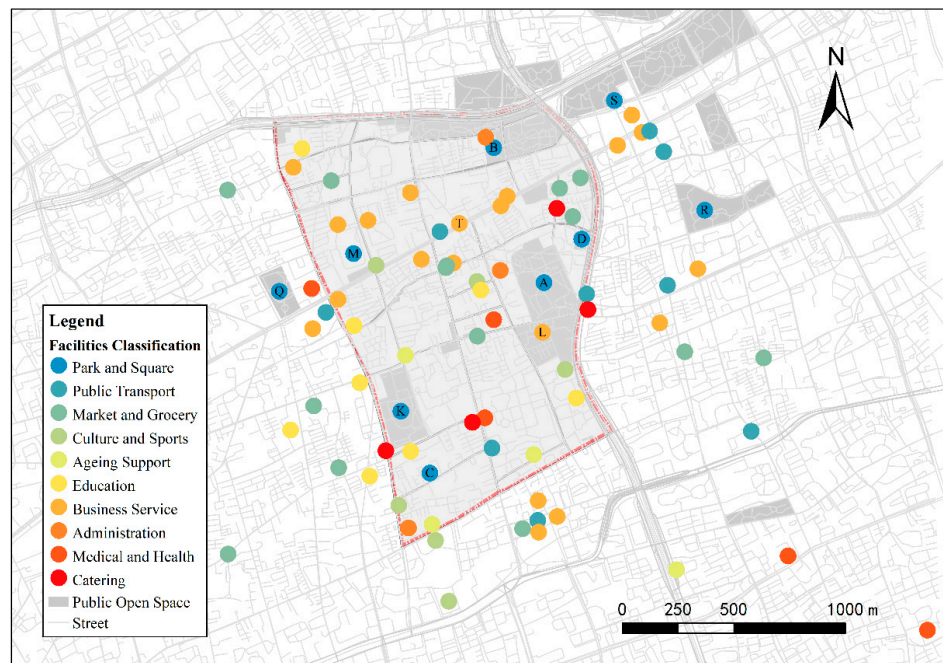 N
S
B
R
T
D
M
A
Q
L
K
C
Legend
Facilities Classification
Park and Square
Public Transport
Market and Grocery
Culture and Sports
Ageing Support
Education
Business Service
Administration
Medical and Health
Catering
Public Open Space
Street
0 250 500 1000 m